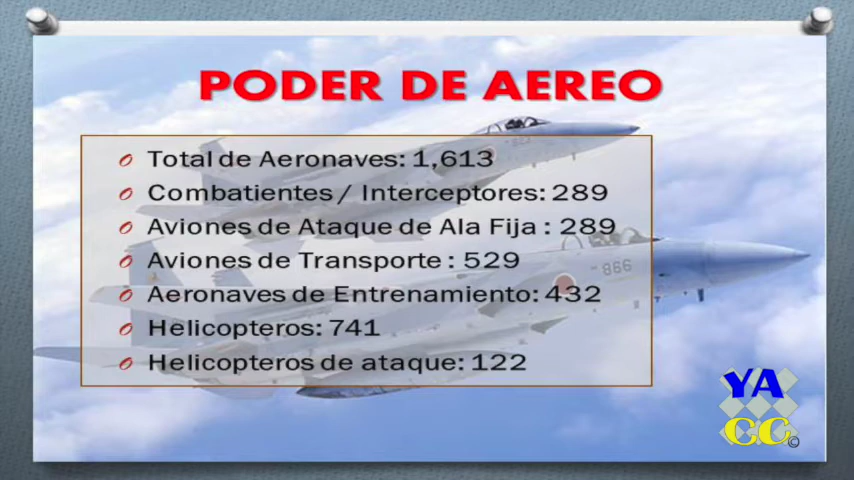 PODER DE AEREO
Total de Aeronaves: 1,613
Combatientes / Interceptores: 289
Aviones de Ataque de Ala Fija : 289
Aviones de Transporte : 529
Aeronaves de Entrenamiento: 432
Helicopteros: 741
Helicopteros de ataque: 122
866
YA
CC©